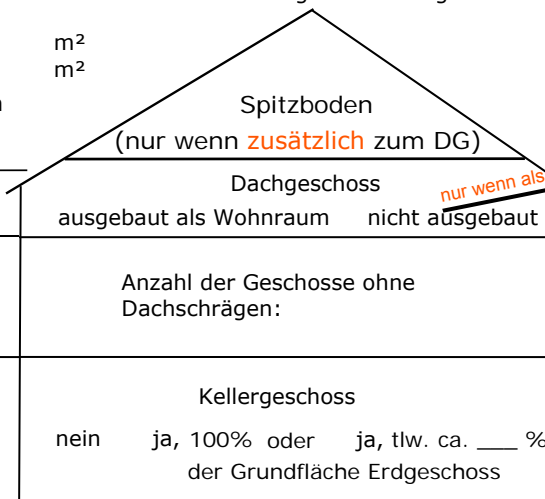 m²
m²
Spitzboden
(nur wenn zusätzlich zum DG)
Dachgeschoss
nur wenn als
ausgebaut als Wohnraum nicht ausgebaut
Anzahl der Geschosse ohne
Dachschrägen:
Kellergeschoss
nein ja, 100% oder ja, tlw. ca. ___ %
der Grundfläche Erdgeschoss